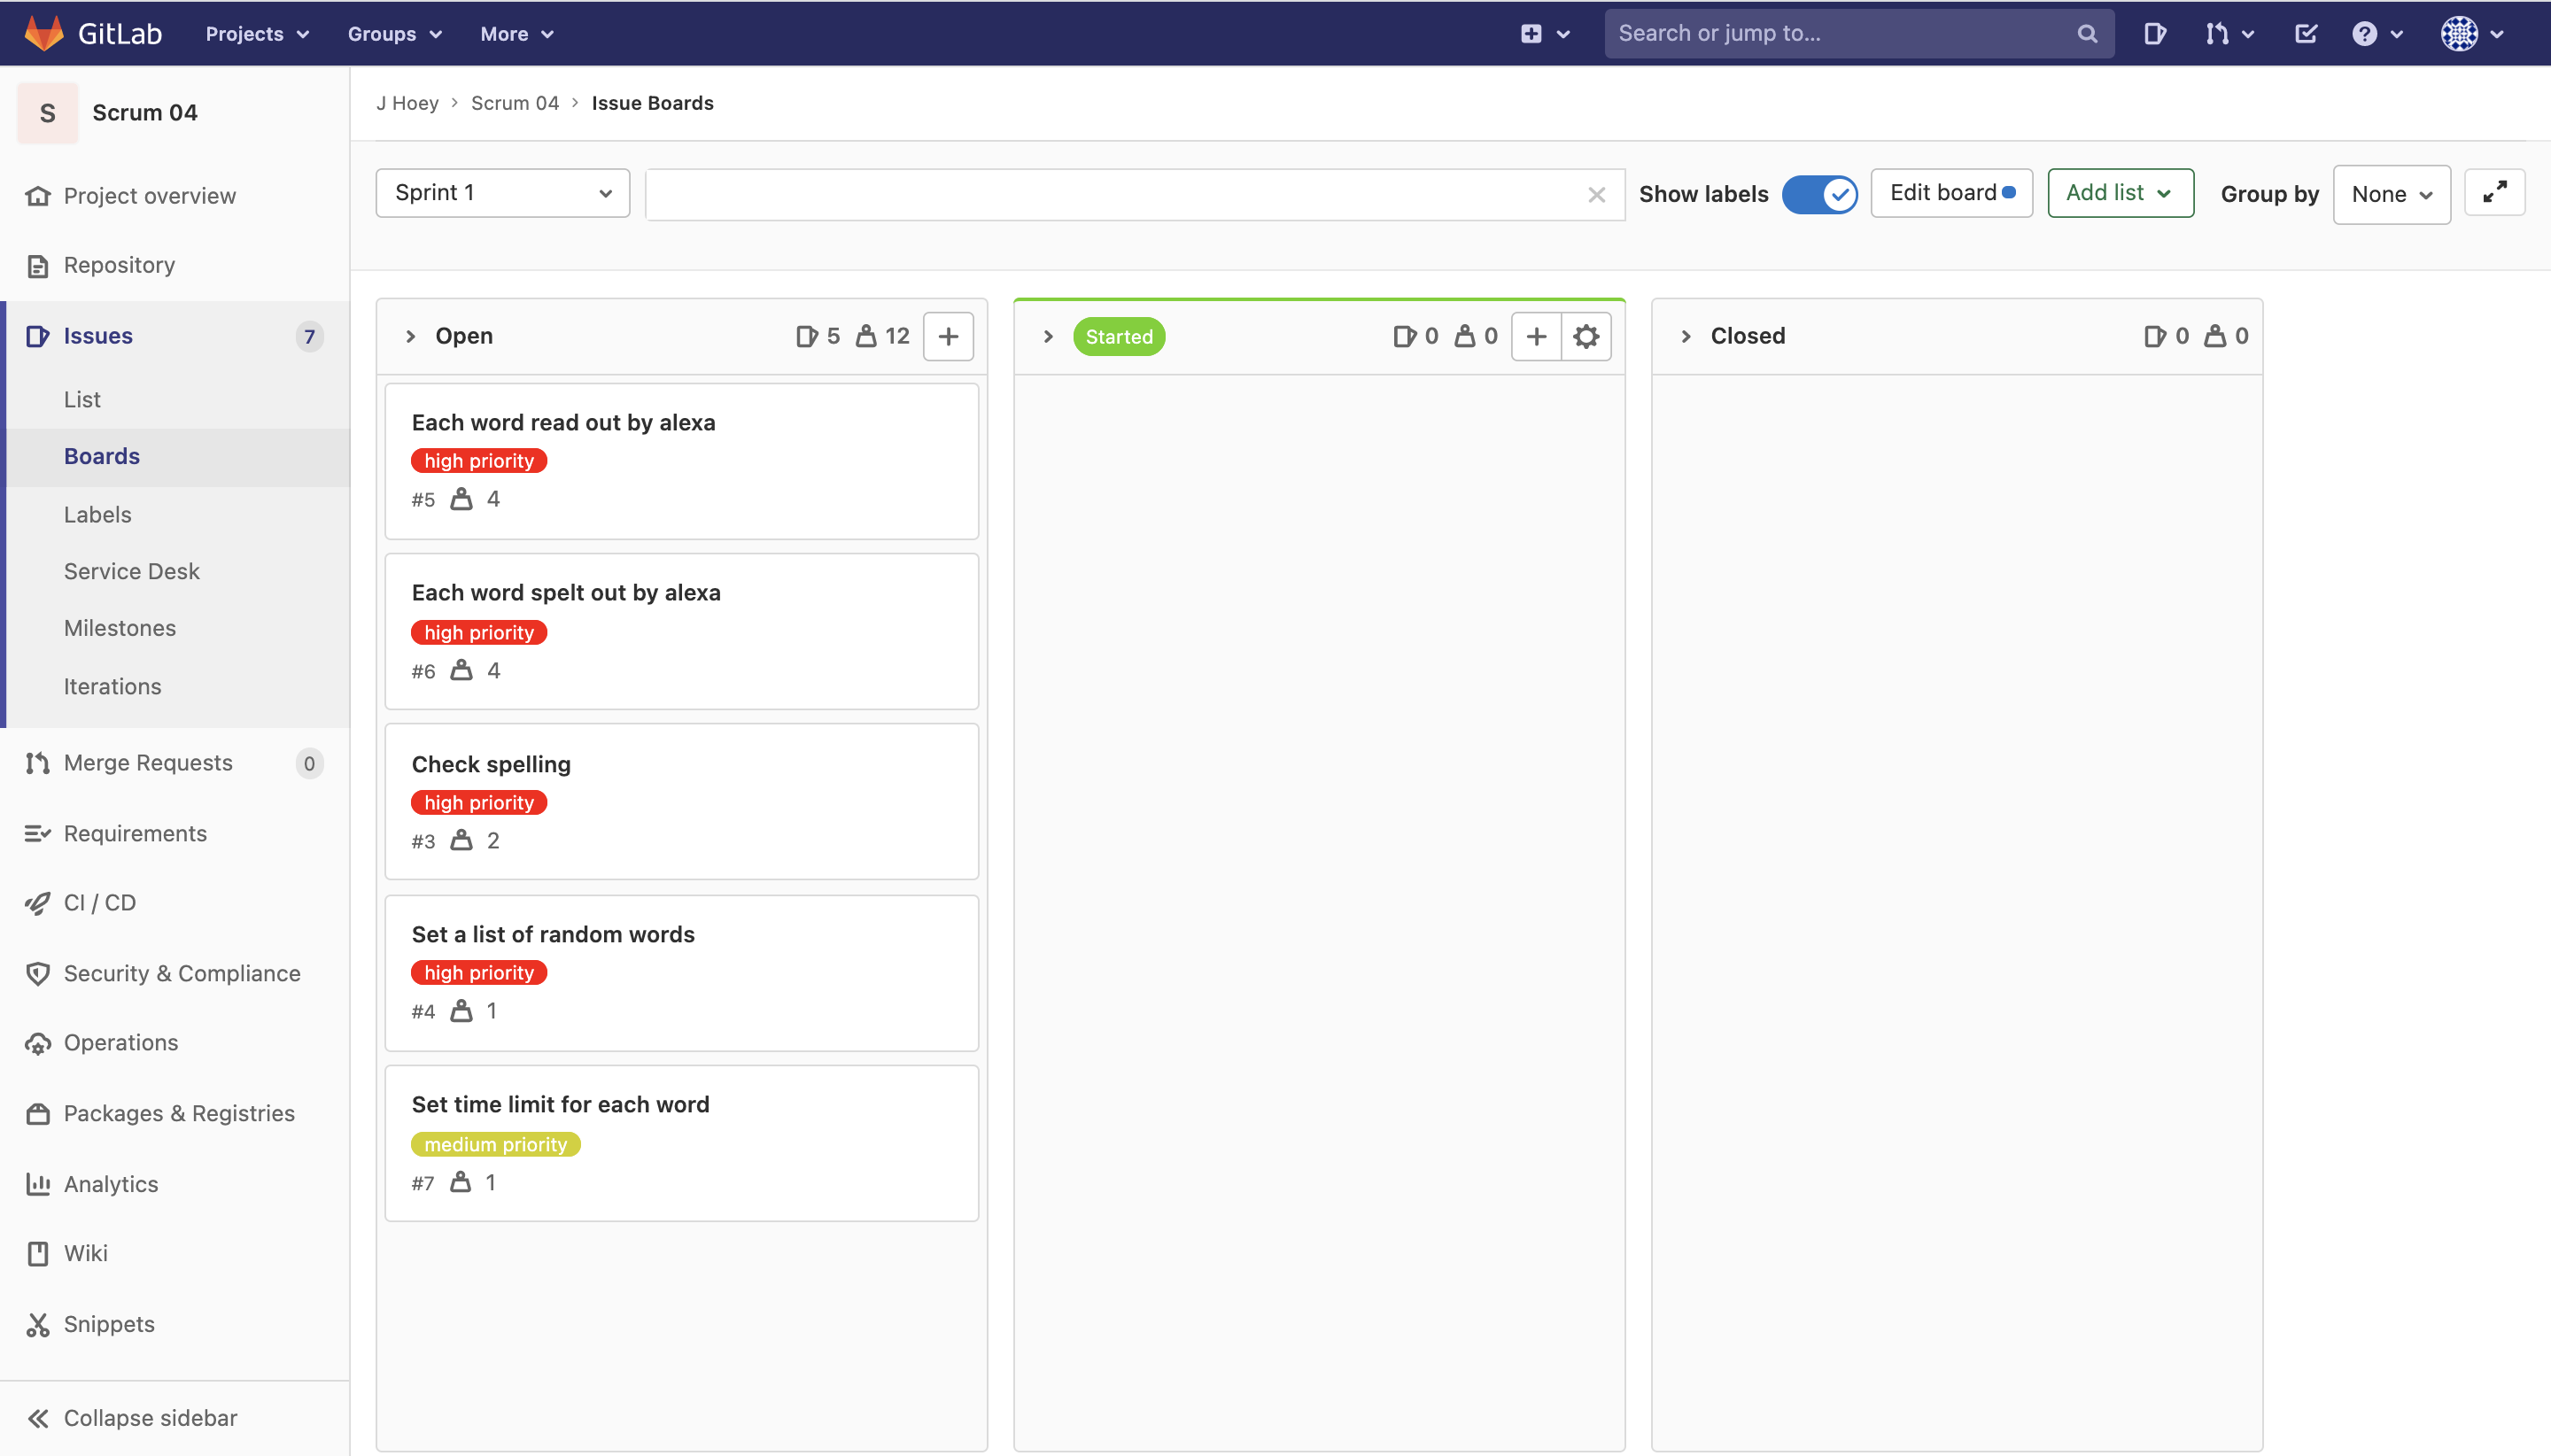 GitLab Projects Groups More Search or jump to...
S Scrum 04
Project overview
Repository
Issues 7
List
Boards
Labels
Service Desk
Milestones
Iterations
Merge Requests 0
Requirements
CI / CD
Security & Compliance
Operations
Packages & Registries
Analytics
Wiki
Snippets
Collapse sidebar
J Hoey > Scrum 04 > Issue Boards
Sprint 1 Show labels Edit board Add list Group by None
Open 5 12
Each word read out by alexa
high priority
#5 4
Each word spelt out by alexa
high priority
#6 4
Check spelling
high priority
#3 2
Set a list of random words
high priority
#4 1
Set time limit for each word
medium priority
#7 1
Started 0 0
Closed 0 0